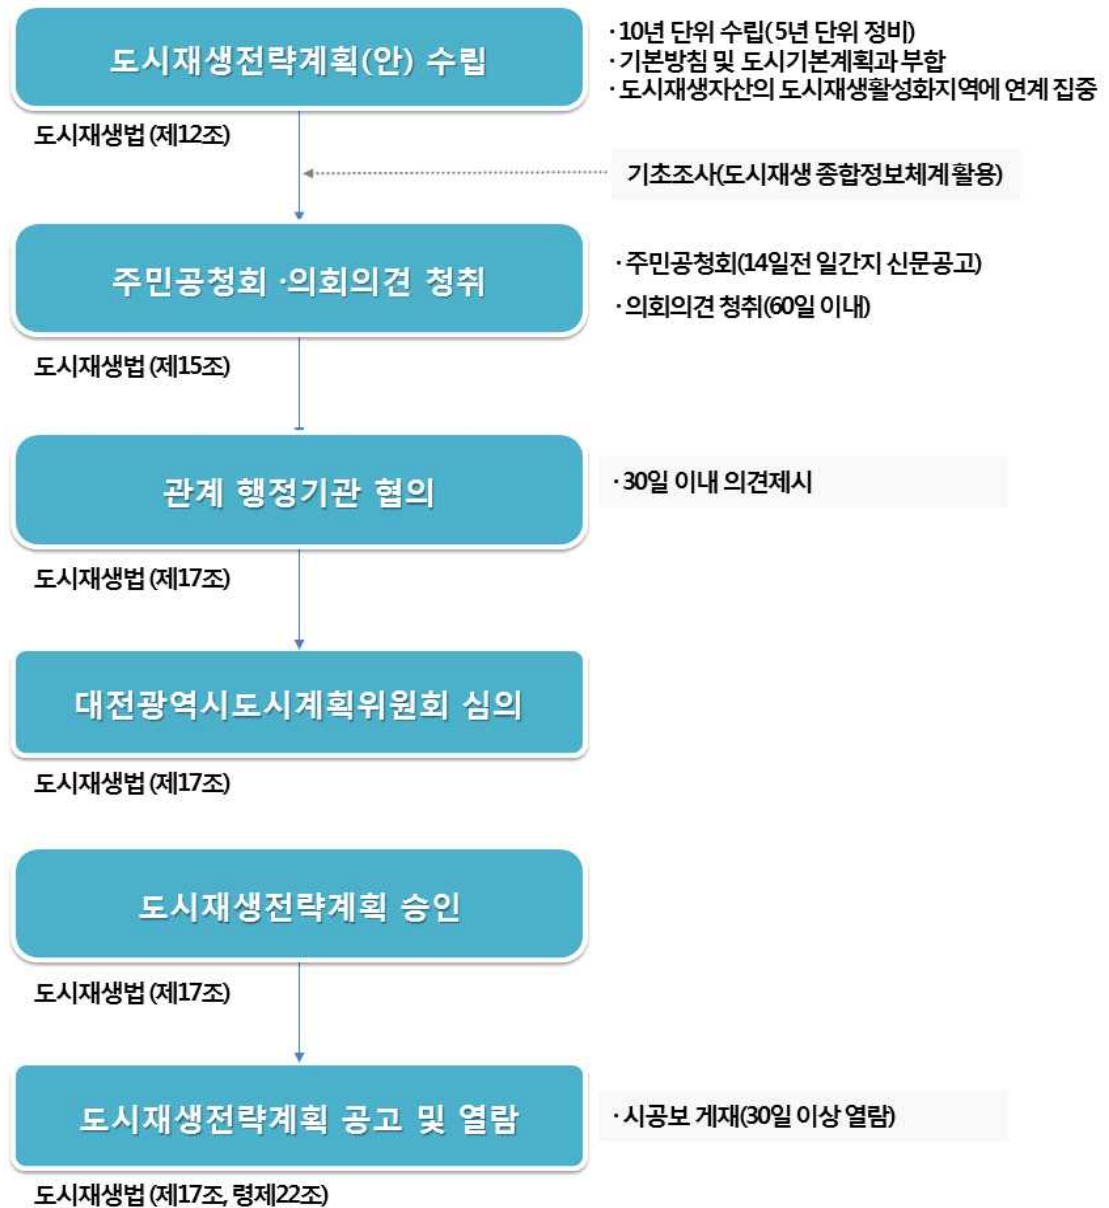 도시재생전략계획(안) 수립
· 10년 단위 수립( 5년 단위 정비)
· 기본방침 및 도시기본계획과 부합
· 도시재생자산의 도시재생활성화지역에 연계 집중
도시재생법 (제12조)
기초조사(도시재생 종합정보체계 활용)
주민공청회 ·의회의견 청취
· 주민공청회(14일전 일간지 신문공고)
· 의회의견 청취(60일 이내)
도시재생법 (제15조)
관계 행정기관 협의
· 30일 이내 의견제시
도시재생법 (제17조)
대전광역시도시계획위원회 심의
도시재생법 (제17조)
도시재생전략계획 승인
도시재생법 (제17조)
도시재생전략계획 공고 및 열람
· 시공보 게재(30일 이상 열람)
도시재생법 (제17조, 령제22조)